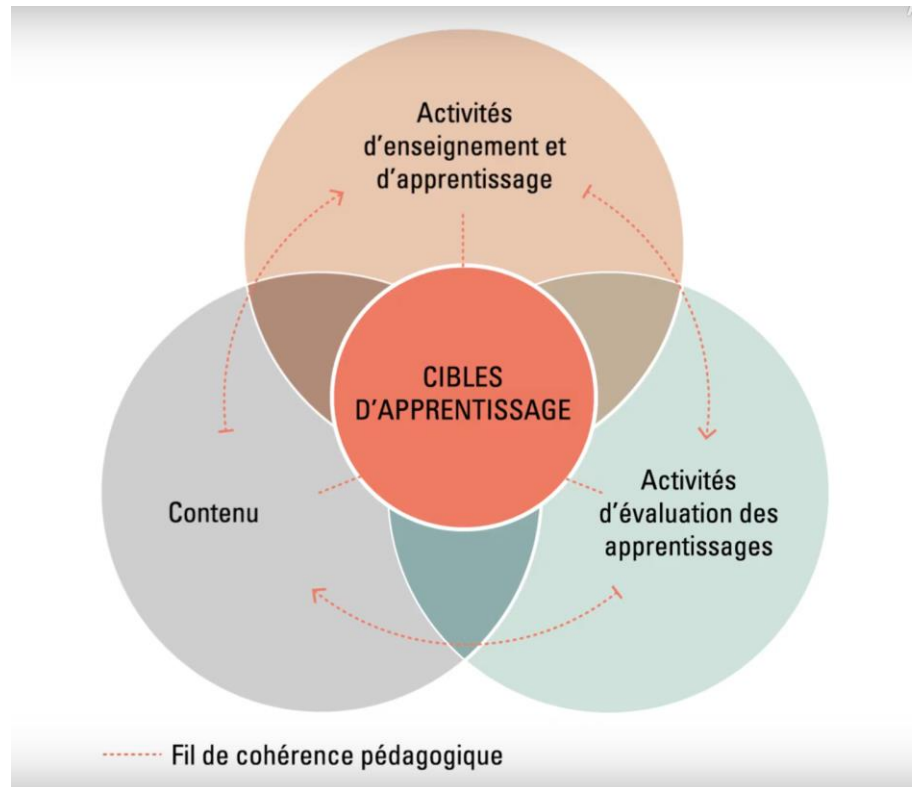 Activités
d'enseignement et
d'apprentissage
CIBLES
D'APPRENTISSAGE
Contenu
Activités
d'évaluation des
apprentissages
Fil de cohérence pédagogique